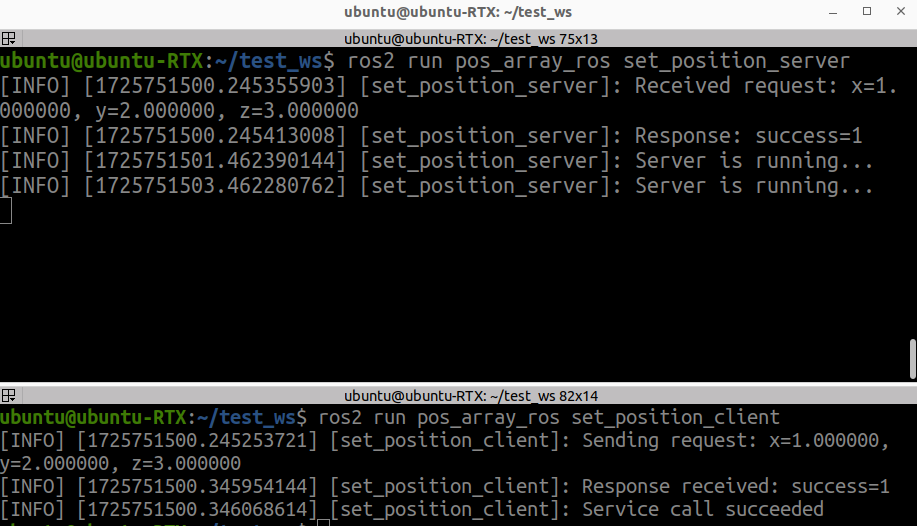 ubuntu@ubuntu-RTX: ~/test_ws
ubuntu@ubuntu-RTX: ~/test_ws 75x13
ubuntu@ubuntu-RTX:~/test_ws$ ros2 run pos_array_ros set_position_server
[INFO] [1725751500.245355903] [set_position_server]: Received request: x=1.
000000, y=2.000000, z=3.000000
[INFO] [1725751500.245413008] [set_position_server]: Response: success=1
[INFO] [1725751501.462390144] [set_position_server]: Server is running...
[INFO] [1725751503.462280762] [set_position_server]: Server is running...
ubuntu@ubuntu-RTX: ~/test_ws 82x14
ubuntu@ubuntu-RTX:~/test_ws$ ros2 run pos_array_ros set_position_client
[INFO] [1725751500.245253721] [set_position_client]: Sending request: x=1.000000,
y=2.000000, z=3.000000
[INFO] [1725751500.345954144] [set_position_client]: Response received: success=1
[INFO] [1725751500.346068614] [set_position_client]: Service call succeeded
ubuntu@ubuntu-RTX:~/test_ws$